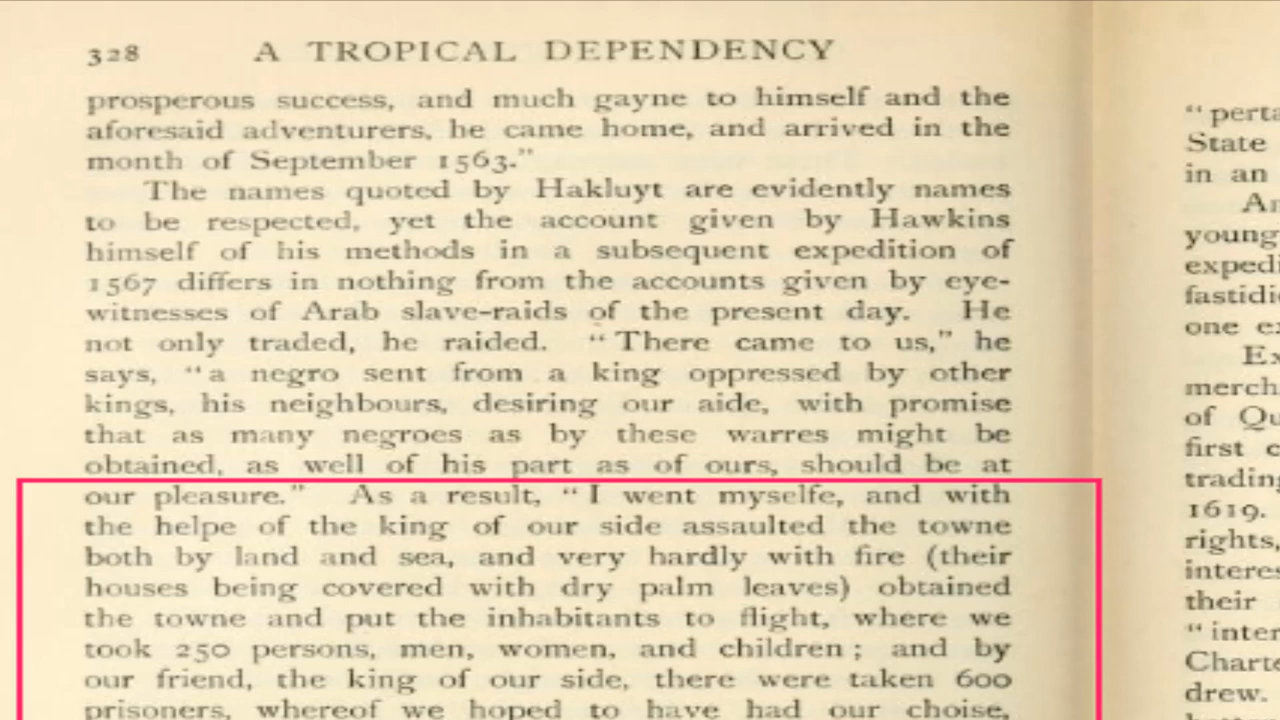 328 A TROPICAL DEPENDENCY
prosperous success, and much gayne to himself and the
aforesaid adventurers, he came home, and arrived in the
month of September 1563.”
The names quoted by Hakluyt are evidently names
to be respected, yet the account given by Hawkins
himself of his methods in a subsequent expedition of
1567 differs in nothing from the accounts given by eye-
witnesses of Arab slave-raids of the present day. He
not only traded, he raided. “There came to us,” he
says, “a negro sent from a king oppressed by other
kings, his neighbours, desiring our aide, with promise
that as many negroes as by these warres might be
obtained, as well of his part as of ours, should be at
our pleasure.” As a result, “I went myselfe, and with
the helpe of the king of our side assaulted the towne
both by land and sea, and very hardly with fire (their
houses being covered with dry palm leaves) obtained
the towne and put the inhabitants to flight, where we
took 250 persons, men, women, and children; and by
our friend, the king of our side, there were taken 600
prisoners, whereof we hoped to have had our choise,
“perta
State
in an
An
young
expedi
fastidi
one ex
Ex
merch
of Qu
first c
trading
1619.
rights,
interes
their
“inter
Charte
drew.